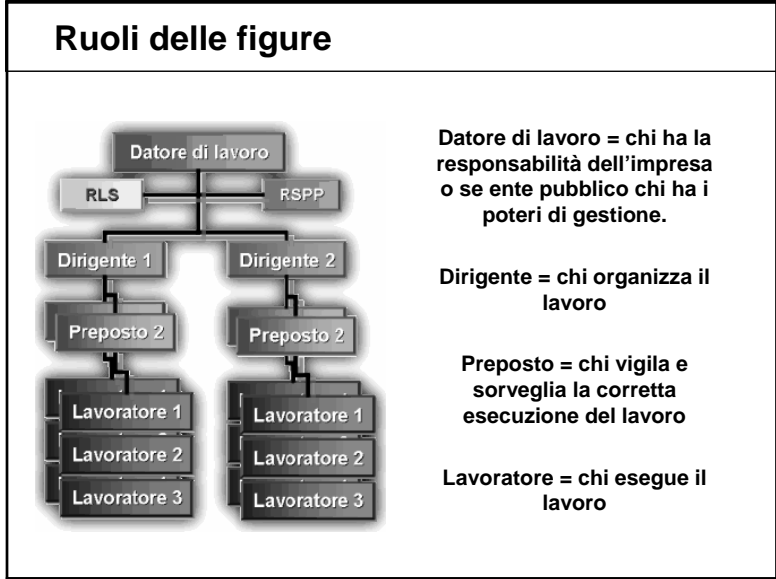 Ruoli delle figure
Datore di lavoro
RLS
RSPP
Dirigente 1
Dirigente 2
Preposto 2
Preposto 2
Lavoratore 1
Lavoratore 2
Lavoratore 3
Lavoratore 1
Lavoratore 2
Lavoratore 3
Datore di lavoro = chi ha la
responsabilità dell’impresa
o se ente pubblico chi ha i
poteri di gestione.
Dirigente = chi organizza il
lavoro
Preposto = chi vigila e
sorveglia la corretta
esecuzione del lavoro
Lavoratore = chi esegue il
lavoro